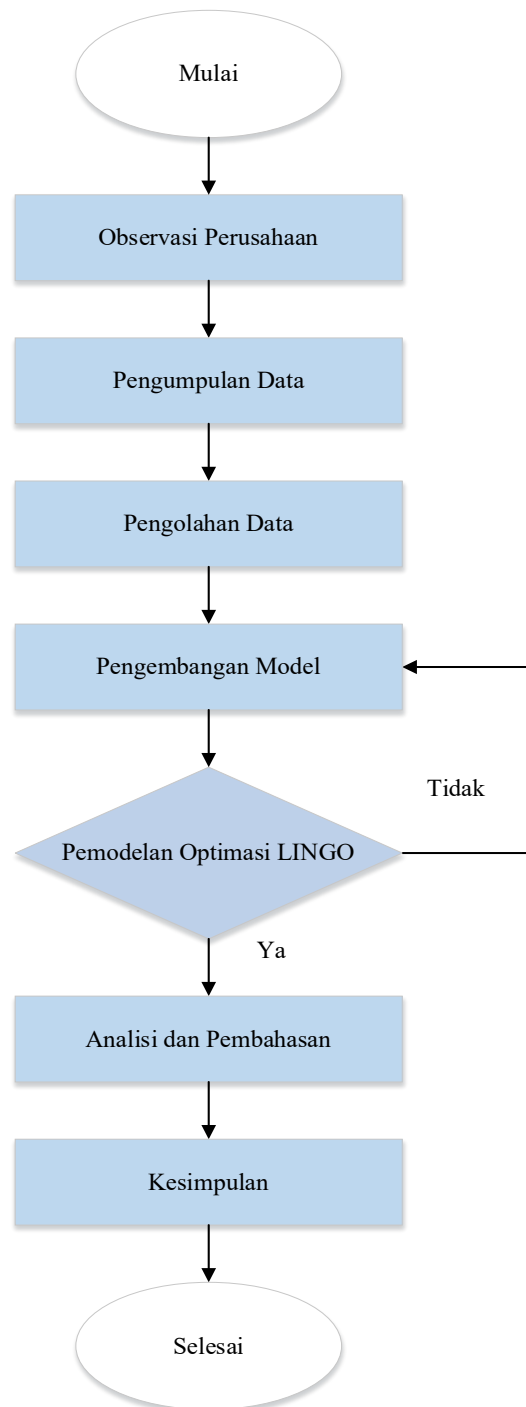 Mulai
Observasi Perusahaan
Pengumpulan Data
Pengolahan Data
Pengembangan Model
Tidak
Pemodelan Optimasi LINGO
Ya
Analisi dan Pembahasan
Kesimpulan
Selesai